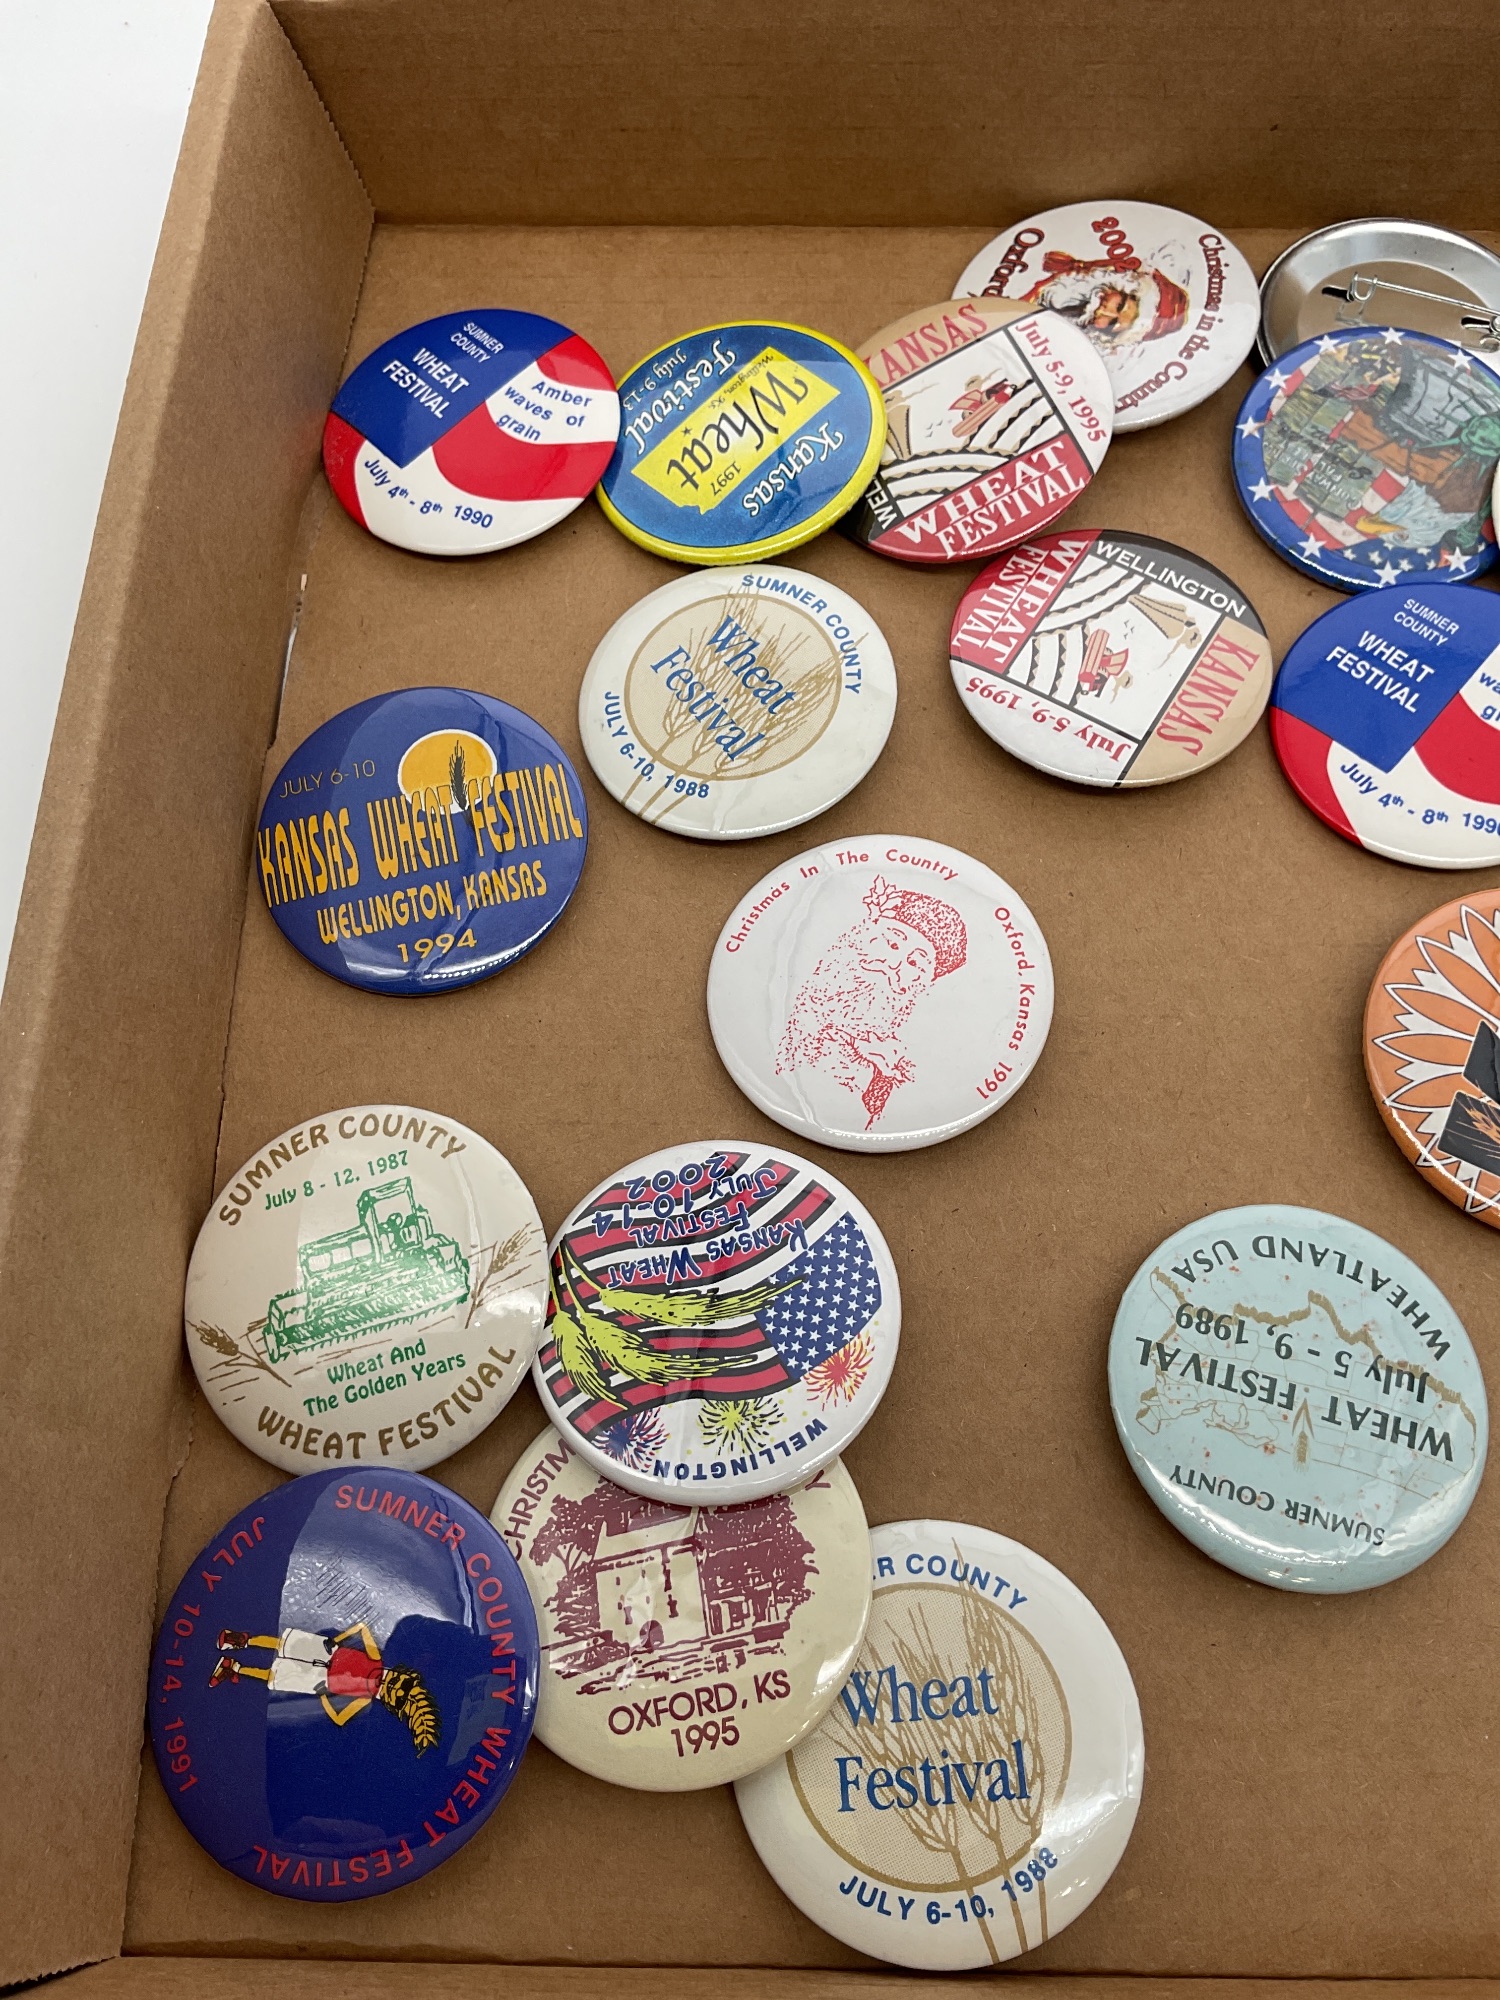 Christmas in the Country
2002
Oxford
SUMNER
COUNTY
WHEAT
FESTIVAL
Amber
waves of
grain
July 4th - 8th 1990
Kansas
Wheat
1997
Wellington, Ks.
Festival
July 9-13
KANSAS
July 5-9, 1995
WHEAT
FESTIVAL
WELL
WELLINGTON
KANSAS
WHEAT
FESTIVAL
July 5-9, 1995
SUMNER COUNTY
Wheat
Festival
JULY 6-10, 1988
SUMNER
COUNTY
WHEAT
FESTIVAL
July 4th - 8th 1990
JULY 6-10
KANSAS WHEAT FESTIVAL
WELLINGTON, KANSAS
1994
Christmas In The Country
Oxford, Kansas 1991
SUMNER COUNTY
July 8 - 12, 1987
Wheat And
The Golden Years
WHEAT FESTIVAL
WELLINGTON
KANSAS WHEAT
FESTIVAL
JULY 10-14
2002
SUMNER COUNTY
WHEAT FESTIVAL
July 5 - 9, 1989
WHEATLAND USA
SUMNER COUNTY WHEAT FESTIVAL
JULY 10-14, 1991
CHRISTM
OXFORD, KS
1995
R COUNTY
Wheat
Festival
JULY 6-10, 1988